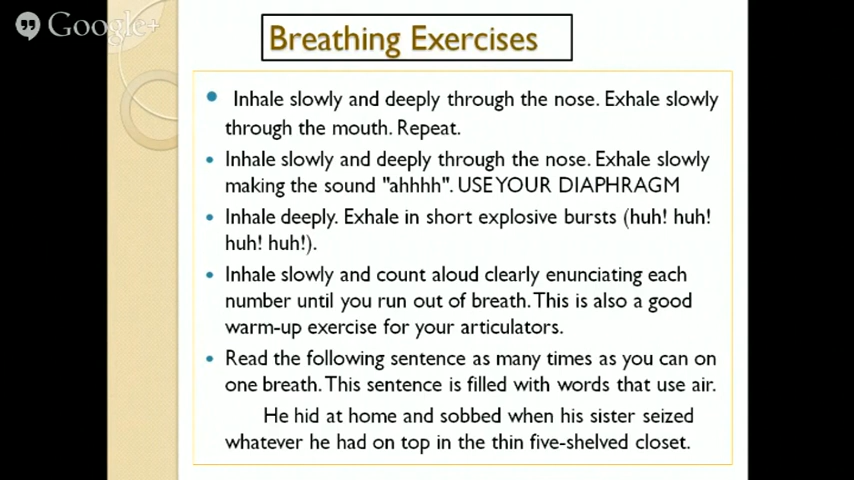 Google+
Breathing Exercises
Inhale slowly and deeply through the nose. Exhale slowly
through the mouth. Repeat.
Inhale slowly and deeply through the nose. Exhale slowly
making the sound "ahhhh". USE YOUR DIAPHRAGM
Inhale deeply. Exhale in short explosive bursts (huh! huh!
huh! huh!).
Inhale slowly and count aloud clearly enunciating each
number until you run out of breath. This is also a good
warm-up exercise for your articulators.
Read the following sentence as many times as you can on
one breath. This sentence is filled with words that use air.
He hid at home and sobbed when his sister seized
whatever he had on top in the thin five-shelved closet.